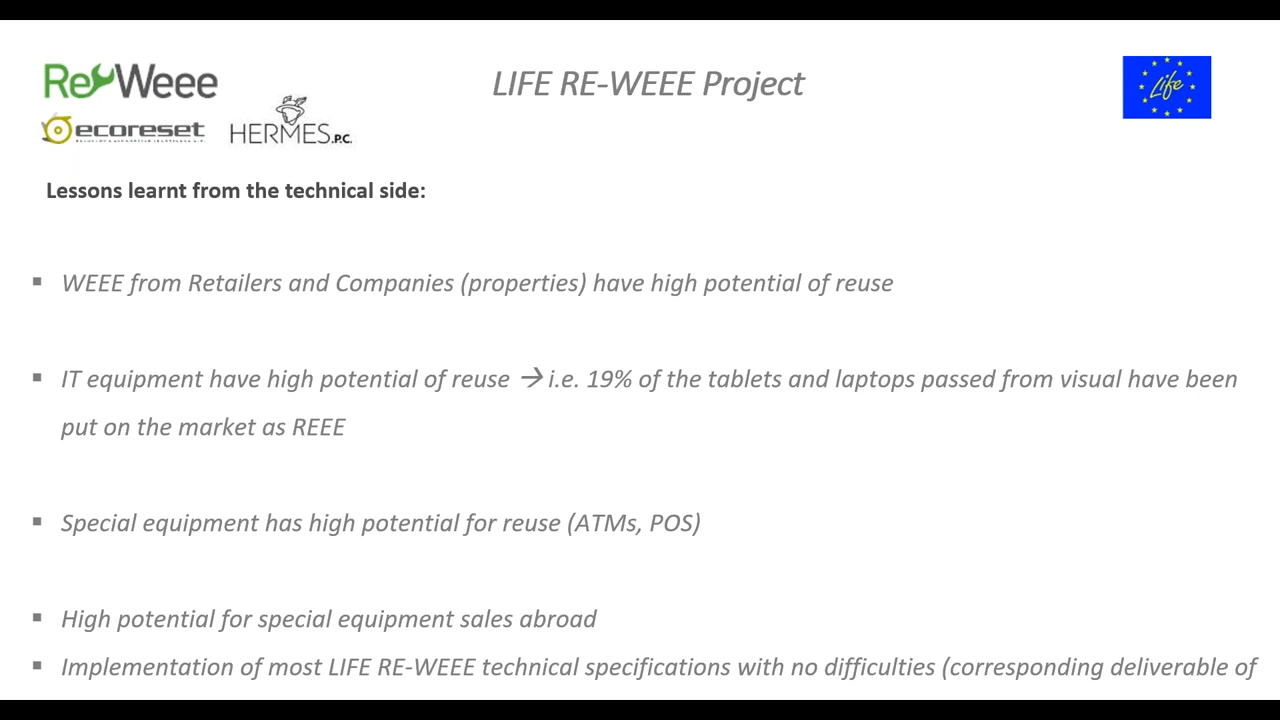 Re Weee
LIFE RE-WEEE Project
Life
ecoreset
HERMES.P.C.
Lessons learnt from the technical side:
▪ WEEE from Retailers and Companies (properties) have high potential of reuse
▪ IT equipment have high potential of reuse → i.e. 19% of the tablets and laptops passed from visual have been
put on the market as REEE
▪ Special equipment has high potential for reuse (ATMs, POS)
▪ High potential for special equipment sales abroad
▪ Implementation of most LIFE RE-WEEE technical specifications with no difficulties (corresponding deliverable of